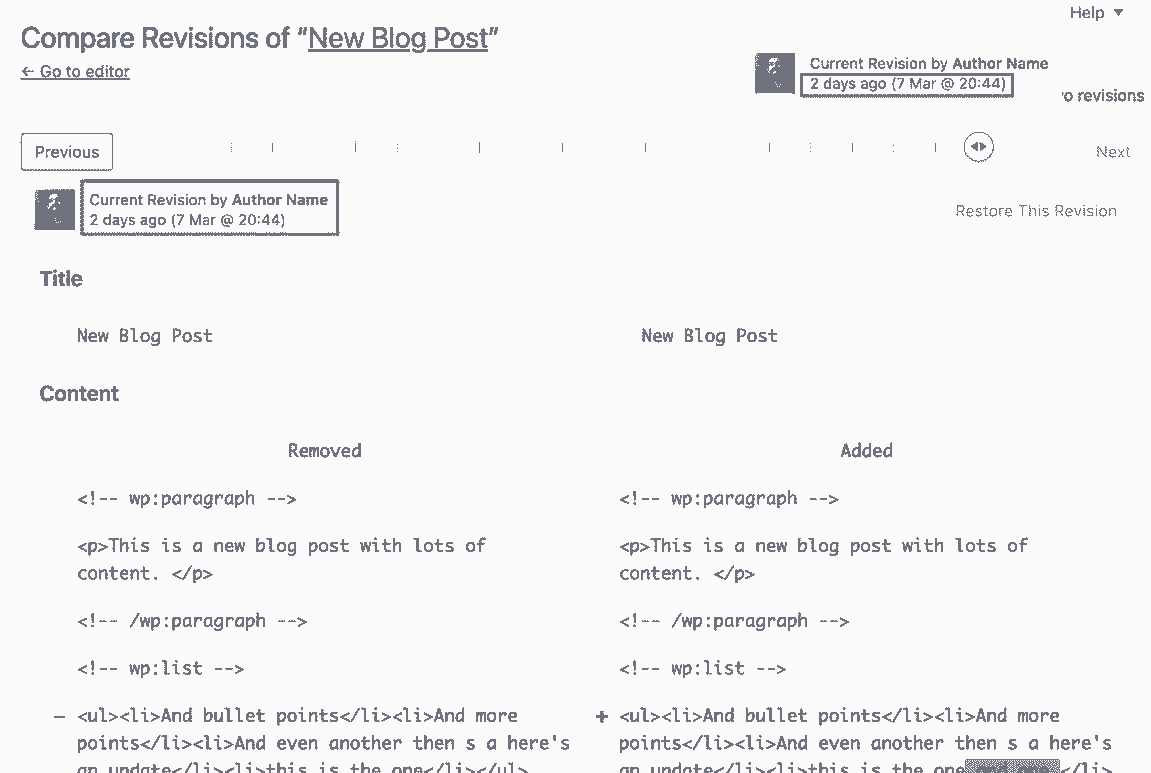 Help ▼
Compare Revisions of “New Blog Post”
← Go to editor
Current Revision by Author Name
2 days ago (7 Mar @ 20:44)
o revisions
Previous
Next
Current Revision by Author Name
2 days ago (7 Mar @ 20:44)
Restore This Revision
Title
New Blog Post
New Blog Post
Content
Removed
Added
<!-- wp:paragraph -->
<!-- wp:paragraph -->
<p>This is a new blog post with lots of
content. </p>
<p>This is a new blog post with lots of
content. </p>
<!-- /wp:paragraph -->
<!-- /wp:paragraph -->
<!-- wp:list -->
<!-- wp:list -->
– <ul><li>And bullet points</li><li>And more
points</li><li>And even another then s a here's
an update</li><li>this is the one</li></ul>
+ <ul><li>And bullet points</li><li>And more
points</li><li>And even another then s a here's
an update</li><li>this is the one</li>